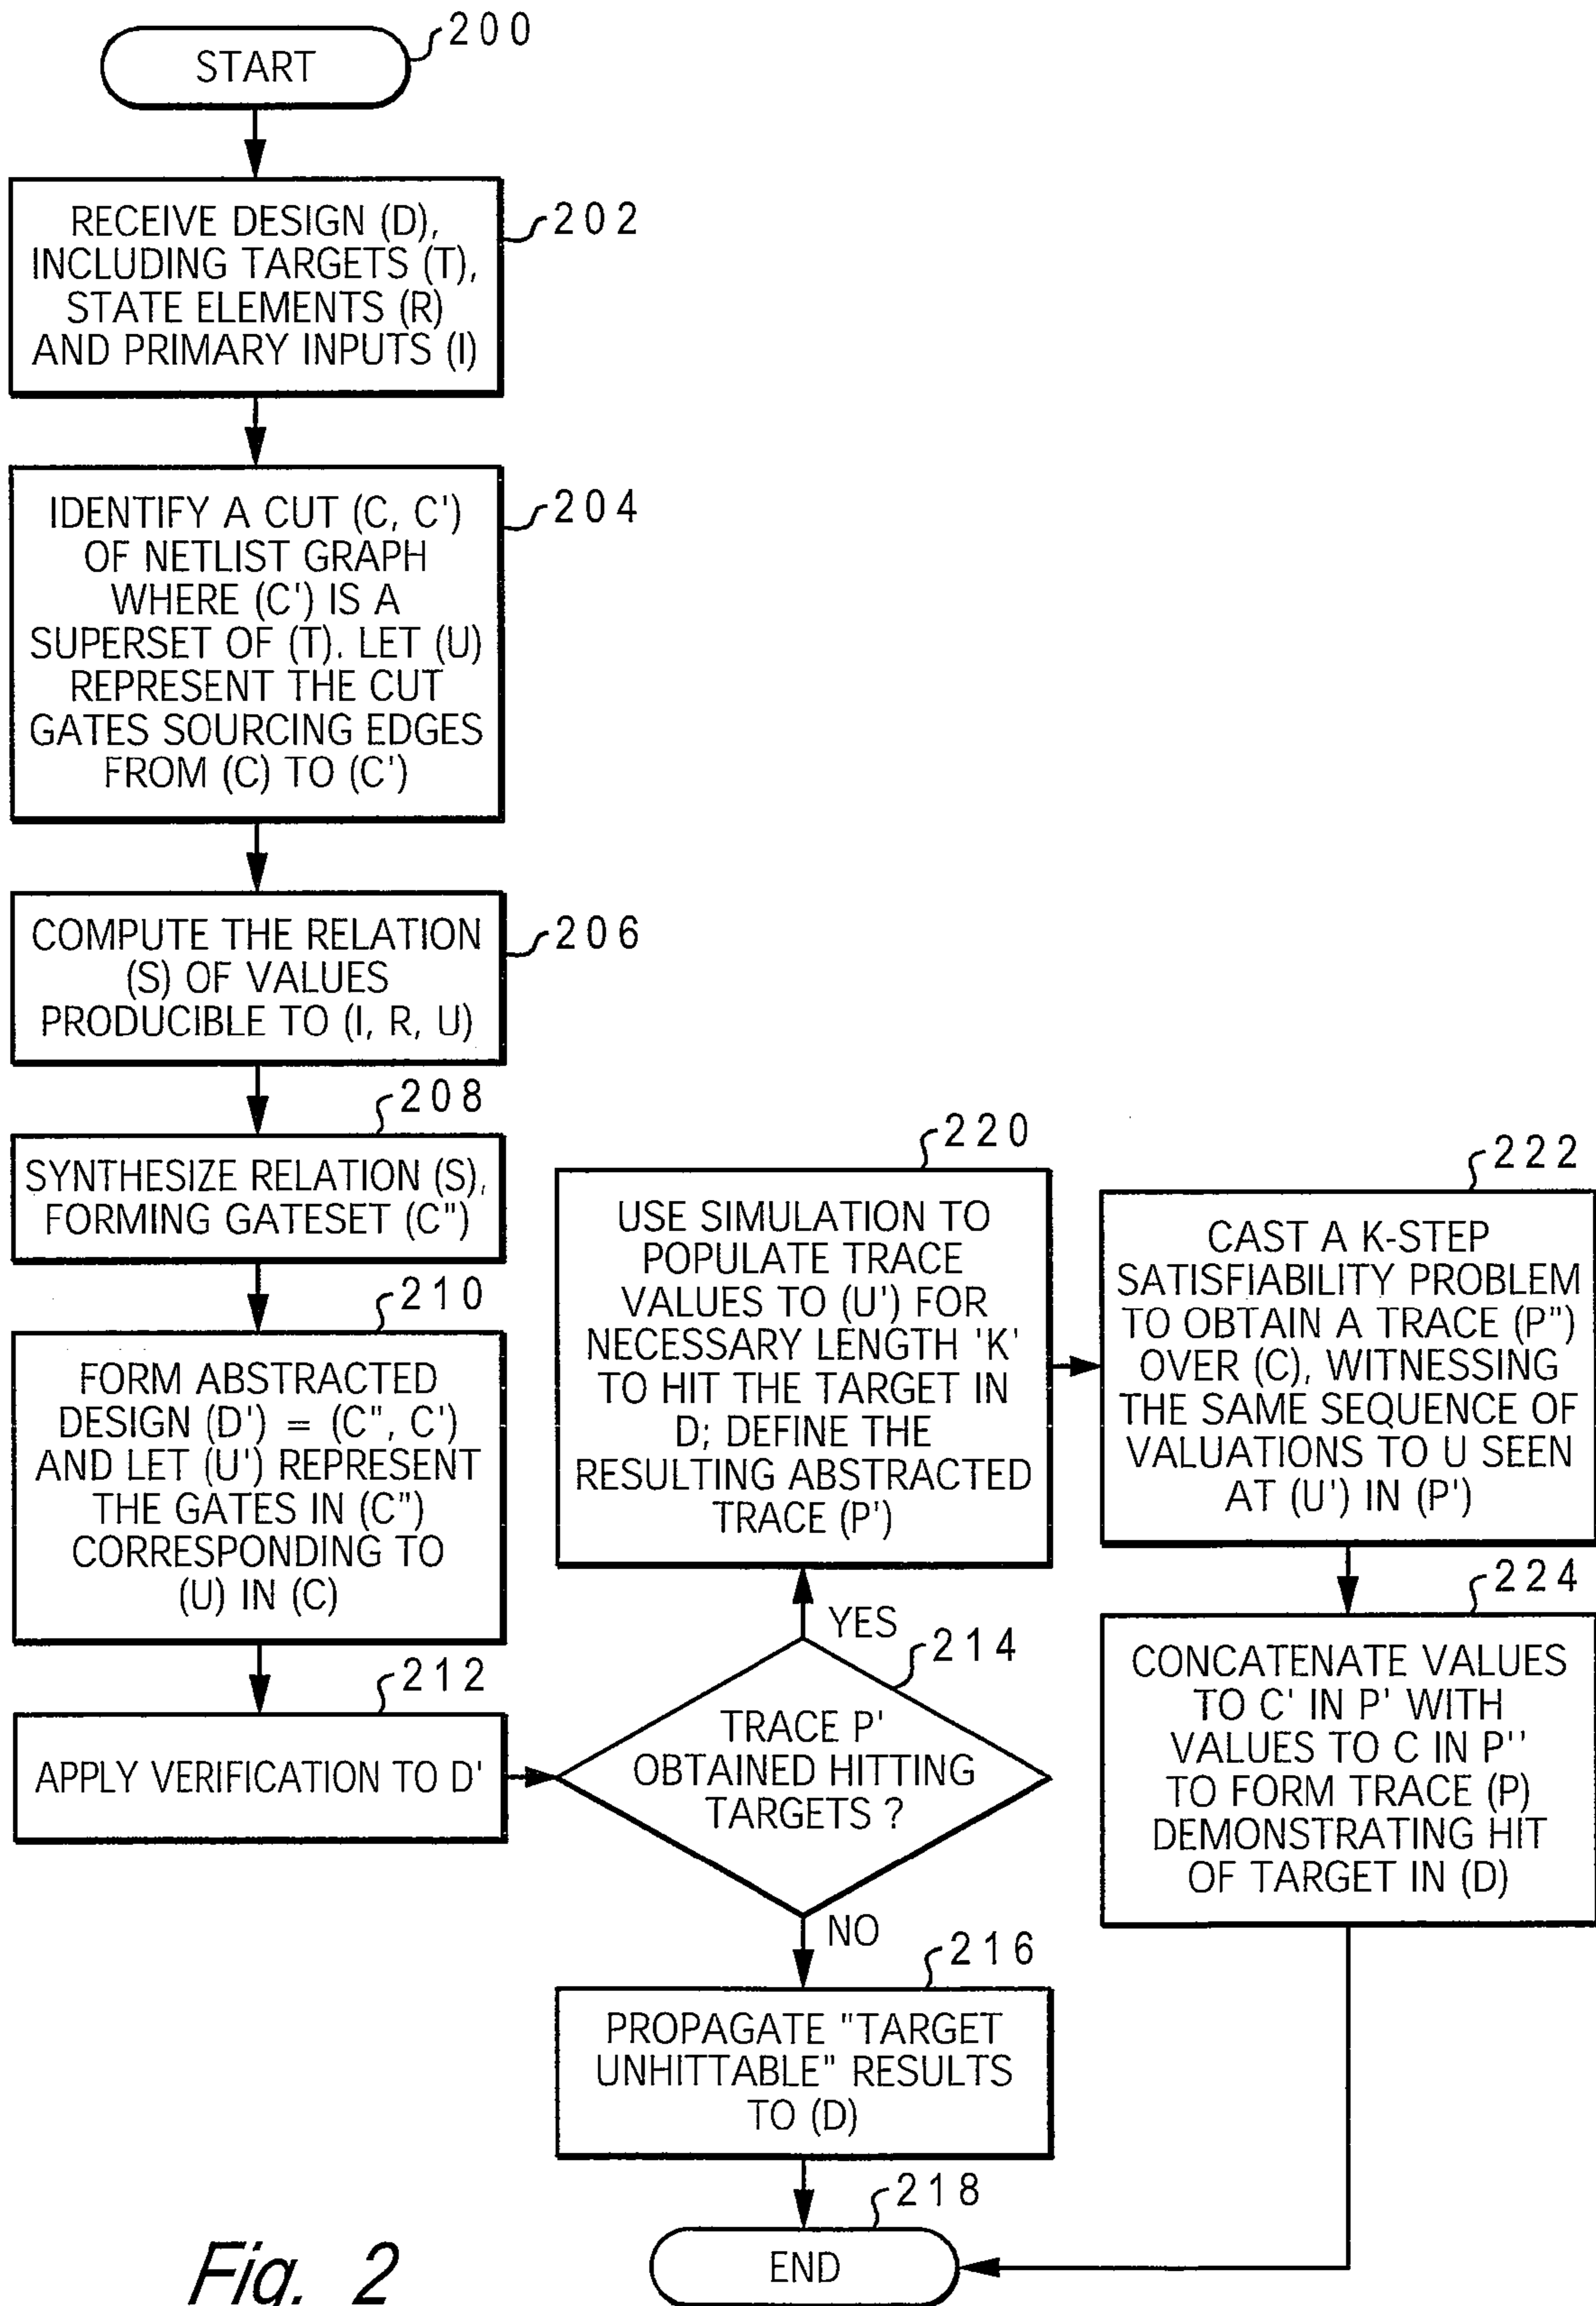 START
200
RECEIVE DESIGN (D),
INCLUDING TARGETS (T),
STATE ELEMENTS (R)
AND PRIMARY INPUTS (I)
202
IDENTIFY A CUT (C, C')
OF NETLIST GRAPH
WHERE (C') IS A
SUPERSET OF (T). LET (U)
REPRESENT THE CUT
GATES SOURCING EDGES
FROM (C) TO (C')
204
COMPUTE THE RELATION
(S) OF VALUES
PRODUCIBLE TO (I, R, U)
206
208
SYNTHESIZE RELATION (S),
FORMING GATESET (C")
210
FORM ABSTRACTED
DESIGN (D') = (C", C')
AND LET (U') REPRESENT
THE GATES IN (C")
CORRESPONDING TO
(U) IN (C)
212
APPLY VERIFICATION TO D'
214
TRACE P'
OBTAINED HITTING
TARGETS ?
YES
NO
216
PROPAGATE "TARGET
UNHITTABLE" RESULTS
TO (D)
218
END
220
USE SIMULATION TO
POPULATE TRACE
VALUES TO (U') FOR
NECESSARY LENGTH 'K'
TO HIT THE TARGET IN
D; DEFINE THE
RESULTING ABSTRACTED
TRACE (P')
222
CAST A K-STEP
SATISFIABILITY PROBLEM
TO OBTAIN A TRACE (P")
OVER (C), WITNESSING
THE SAME SEQUENCE OF
VALUATIONS TO U SEEN
AT (U') IN (P')
224
CONCATENATE VALUES
TO C' IN P' WITH
VALUES TO C IN P''
TO FORM TRACE (P)
DEMONSTRATING HIT
OF TARGET IN (D)
Fig. 2